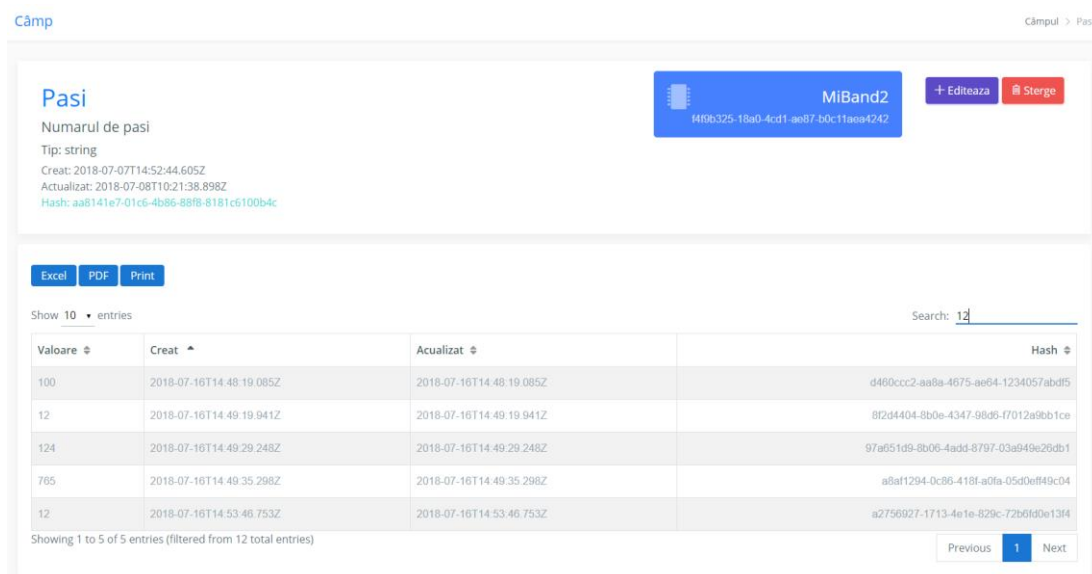 Câmp
Câmpul > Pas
Pasi
Numarul de pasi
Tip: string
Creat: 2018-07-07T14:52:44.605Z
Actualizat: 2018-07-08T10:21:38.898Z
Hash: aa8141e7-01c6-4b86-88f8-8181c6100b4c
MiBand2
f4f9b325-18a0-4cd1-ae87-b0c11aea4242
+ Editeaza Sterge
Excel PDF Print
Show 10 entries
Search: 12
Valoare Creat Acualizat Hash
100 2018-07-16T14:48:19.085Z 2018-07-16T14:48:19.085Z d460ccc2-aa8a-4675-ae64-1234057abdf5
12 2018-07-16T14:49:19.941Z 2018-07-16T14:49:19.941Z 8f2d4404-8b0e-4347-98d6-f7012a9bb1ce
124 2018-07-16T14:49:29.248Z 2018-07-16T14:49:29.248Z 97a651d9-8b06-4add-8797-03a949e26db1
765 2018-07-16T14:49:35.298Z 2018-07-16T14:49:35.298Z a8af1294-0c86-418f-a0fa-05d0eff49c04
12 2018-07-16T14:53:46.753Z 2018-07-16T14:53:46.753Z a2756927-1713-4e1e-829c-72b6fd0e13f4
Showing 1 to 5 of 5 entries (filtered from 12 total entries)
Previous 1 Next